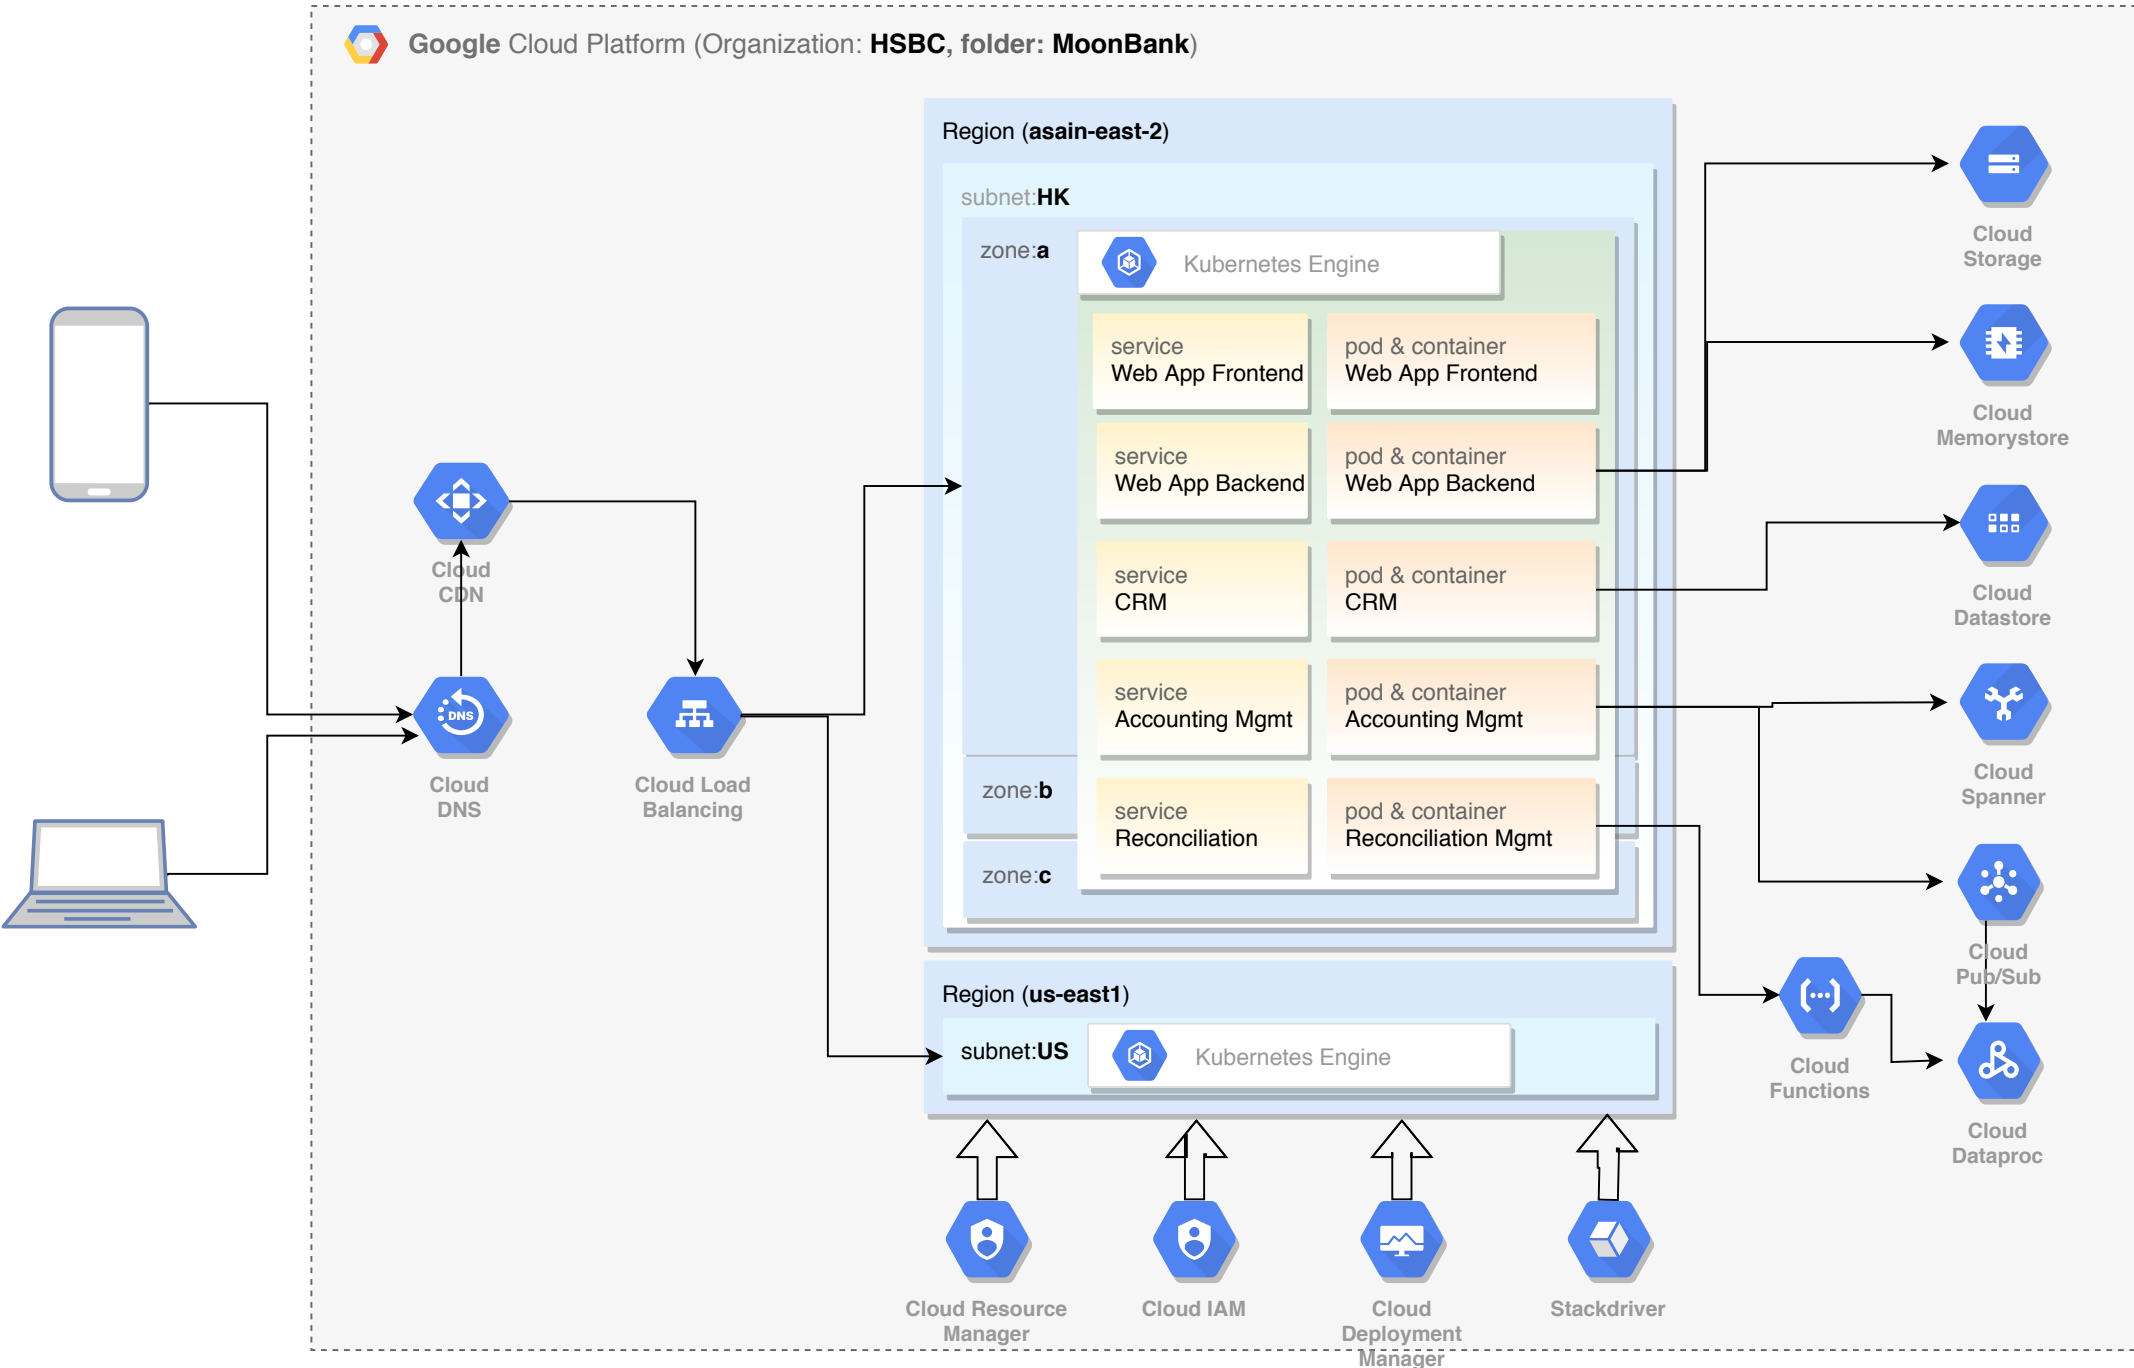 Google Cloud Platform (Organization: HSBC, folder: MoonBank)
Region (asain-east-2)
subnet:HK
zone:a
Kubernetes Engine
service
Web App Frontend
pod & container
Web App Frontend
service
Web App Backend
pod & container
Web App Backend
service
CRM
pod & container
CRM
service
Accounting Mgmt
pod & container
Accounting Mgmt
zone:b
service
Reconciliation
pod & container
Reconciliation Mgmt
zone:c
Region (us-east1)
subnet:US
Kubernetes Engine
Cloud
CDN
DNS
Cloud
DNS
Cloud Load
Balancing
Cloud
Storage
Cloud
Memorystore
Cloud
Datastore
Cloud
Spanner
Cloud
Pub/Sub
Cloud
Functions
Cloud
Dataproc
Cloud Resource
Manager
Cloud IAM
Cloud
Deployment
Manager
Stackdriver